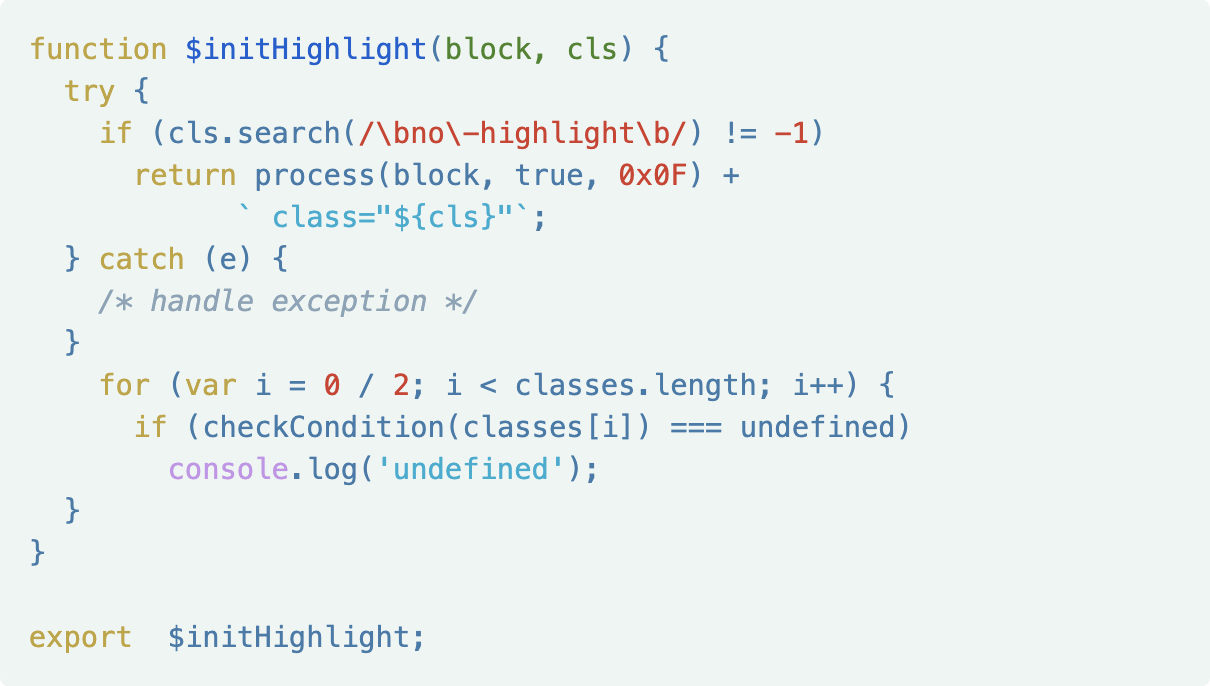 function $initHighlight(block, cls) {
  try {
    if (cls.search(/\bno\-highlight\b/) != -1)
      return process(block, true, 0x0F) +
            ` class="${cls}"`;
  } catch (e) {
    /* handle exception */
  }
    for (var i = 0 / 2; i < classes.length; i++) {
      if (checkCondition(classes[i]) === undefined)
        console.log('undefined');
  }
}

export  $initHighlight;